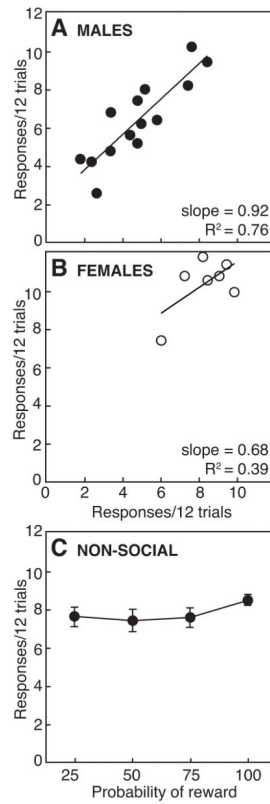 A MALES
Responses/12 trials
12
10
8
6
4
2
slope = 0.92
R² = 0.76
B FEMALES
Responses/12 trials
10
8
6
4
2
0
slope = 0.68
R² = 0.39
0 2 4 6 8 10
Responses/12 trials
C NON-SOCIAL
Responses/12 trials
12
10
8
6
4
2
0
25 50 75 100
Probability of reward